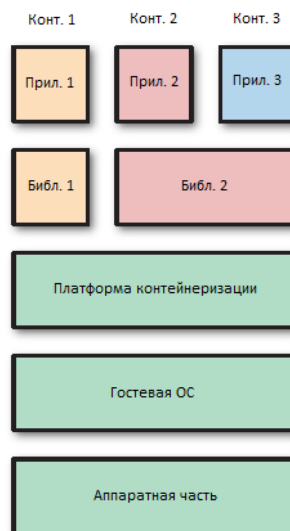 Конт. 1 Конт. 2 Конт. 3
Прил. 1 Прил. 2 Прил. 3
Библ. 1 Библ. 2
Платформа контейнеризации
Гостевая ОС
Аппаратная часть